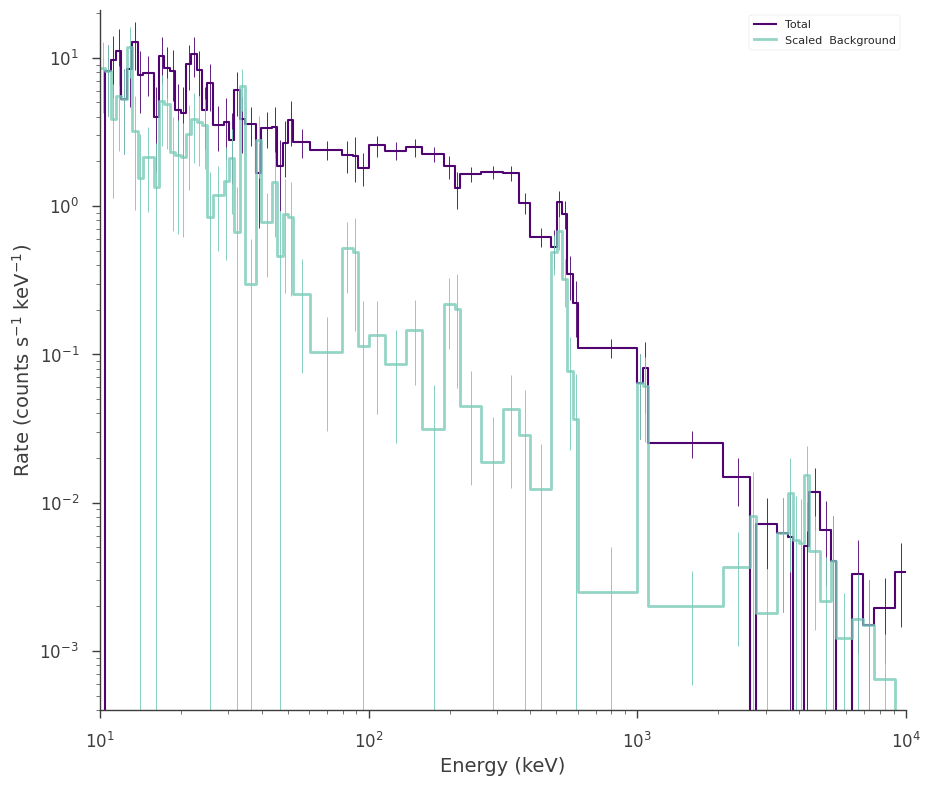 Total
Scaled  Background
10¹
10⁰
10⁻¹
10⁻²
10⁻³
Rate (counts s⁻¹ keV⁻¹)
10¹ 10² 10³ 10⁴
Energy (keV)